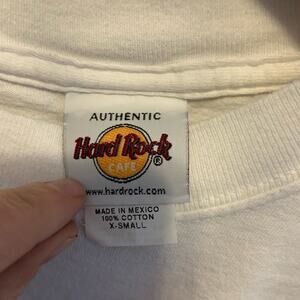 AUTHENTIC
Hard Rock
CAFE
®
www.hardrock.com
MADE IN MEXICO
100% COTTON
X-SMALL